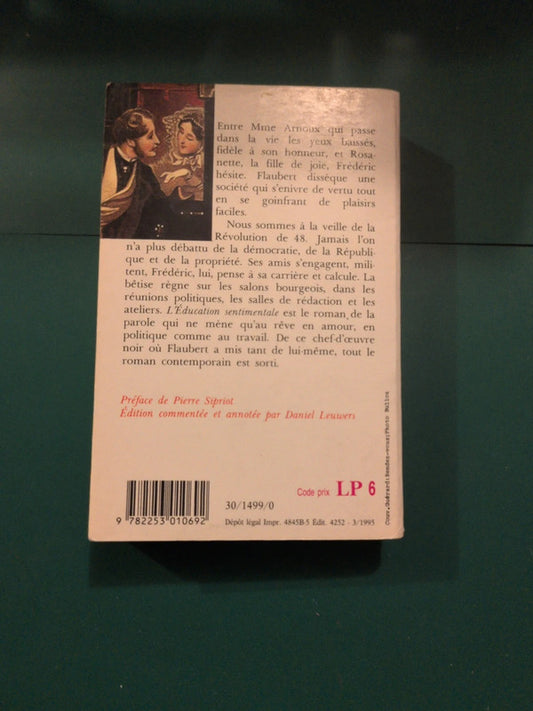 Entre Mme Arnoux qui passe
dans la vie les yeux baissés,
fidèle à son honneur, et Rosa-
nette, la fille de joie, Frédéric
hésite. Flaubert dissèque une
société qui s'enivre de vertu tout
en se goinfrant de plaisirs
faciles.
Nous sommes à la veille de la
Révolution de 48. Jamais l'on
n'a plus débattu de la démocratie, de la Républi-
que et de la propriété. Ses amis s'engagent, mili-
tent, Frédéric, lui, pense à sa carrière et calcule. La
bêtise règne sur les salons bourgeois, dans les
réunions politiques, les salles de rédaction et les
ateliers. L'Éducation sentimentale est le roman de la
parole qui ne mène qu'au rêve en amour, en
politique comme au travail. De ce chef-d'œuvre
noir où Flaubert a mis tant de lui-même, tout le
roman contemporain est sorti.
Préface de Pierre Sipriot
Édition commentée et annotée par Daniel Leuwers
Code prix LP 6
30/1499/0
9 782253 010692
Dépôt légal Impr. 4845B-5 Édit. 4252 - 3/1995
Couv.:Guérard:Rendez-vous:Photo Bulloz